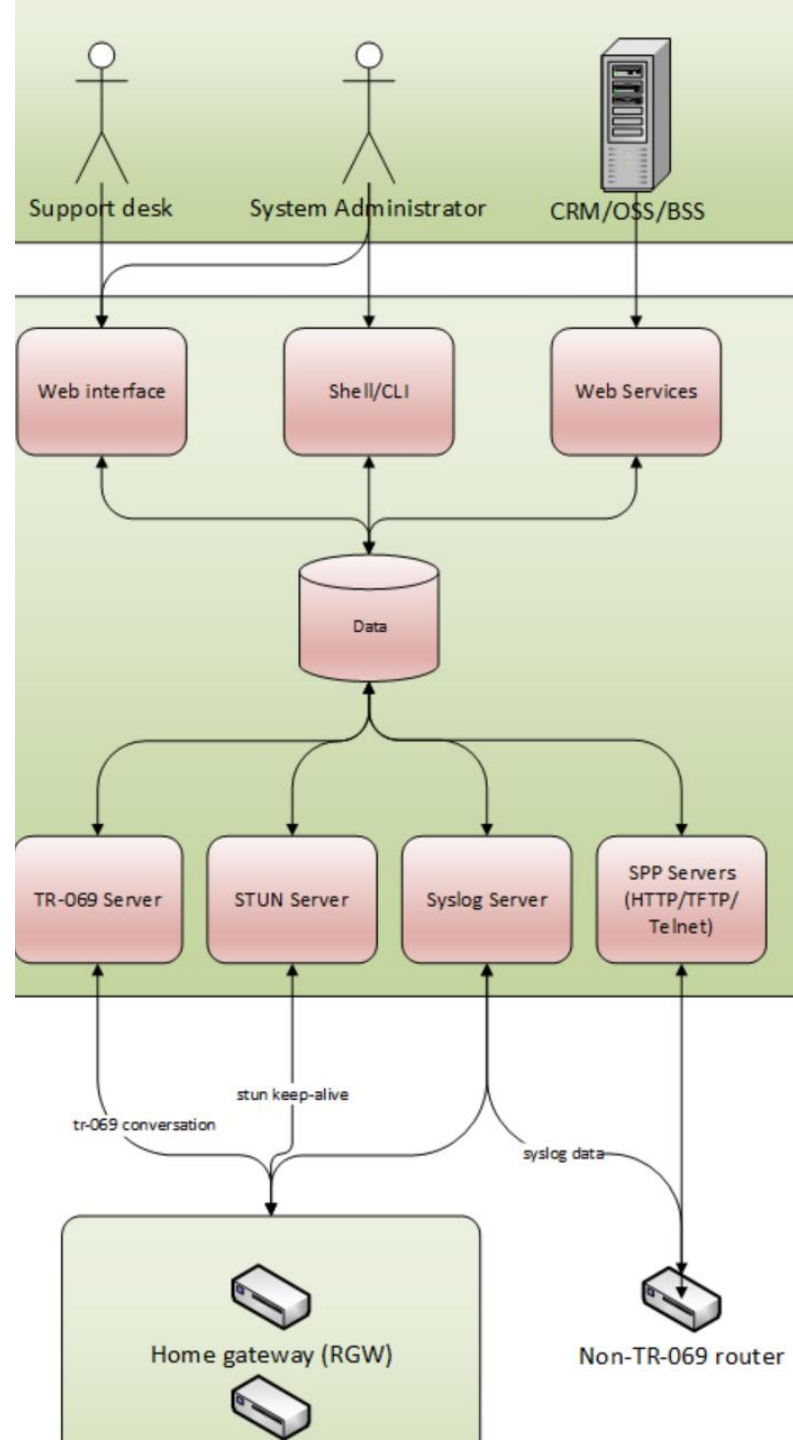 Support desk
System Administrator
CRM/OSS/BSS
Web interface
Shell/CLI
Web Services
Data
TR-069 Server
STUN Server
Syslog Server
SPP Servers
(HTTP/TFTP/
Telnet)
stun keep-alive
tr-069 conversation
syslog data
Home gateway (RGW)
Non-TR-069 router